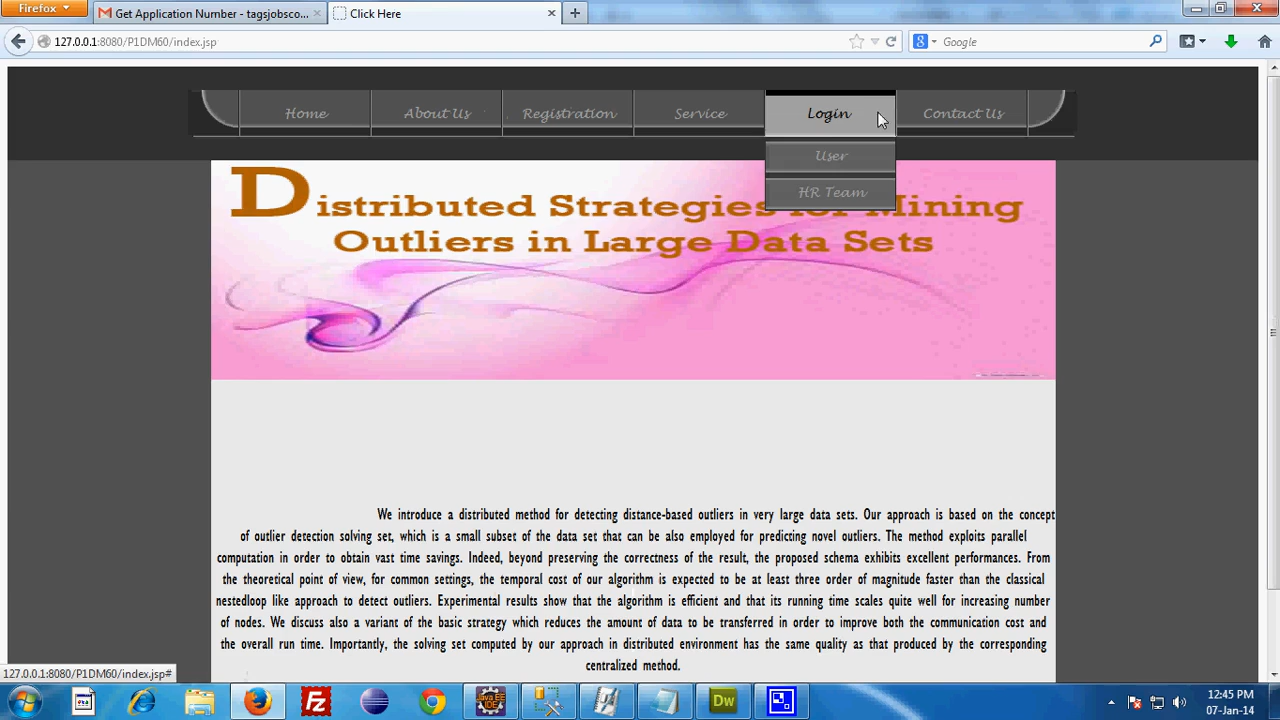 Firefox
Get Application Number - tagsjobsco...
Click Here
127.0.0.1:8080/P1DM60/index.jsp
Google
Home
About Us
Registration
Service
Login
Contact Us
User
HR Team
Distributed Strategies for Mining
Outliers in Large Data Sets
We introduce a distributed method for detecting distance-based outliers in very large data sets. Our approach is based on the concept
of outlier detection solving set, which is a small subset of the data set that can be also employed for predicting novel outliers. The method exploits parallel
computation in order to obtain vast time savings. Indeed, beyond preserving the correctness of the result, the proposed schema exhibits excellent performances. From
the theoretical point of view, for common settings, the temporal cost of our algorithm is expected to be at least three order of magnitude faster than the classical
nestedloop like approach to detect outliers. Experimental results show that the algorithm is efficient and that its running time scales quite well for increasing number
of nodes. We discuss also a variant of the basic strategy which reduces the amount of data to be transferred in order to improve both the communication cost and
the overall run time. Importantly, the solving set computed by our approach in distributed environment has the same quality as that produced by the corresponding
centralized method.
127.0.0.1:8080/P1DM60/index.jsp#
Fz
Java EE
IDE
Dw
12:45 PM
07-Jan-14